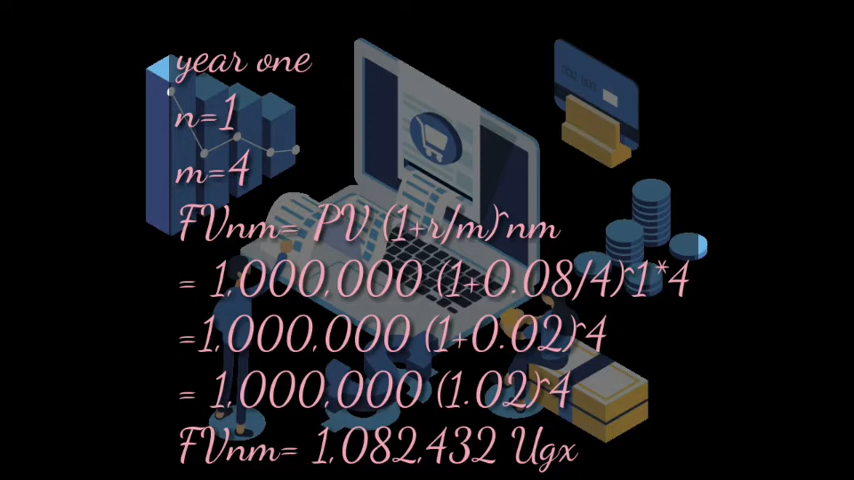 year one
n=1
m=4
FVnm= PV (1+r/m)^nm
= 1,000,000 (1+0.08/4)^1*4
=1,000,000 (1+0.02)^4
= 1,000,000 (1.02)^4
FVnm= 1,082,432 Ugx